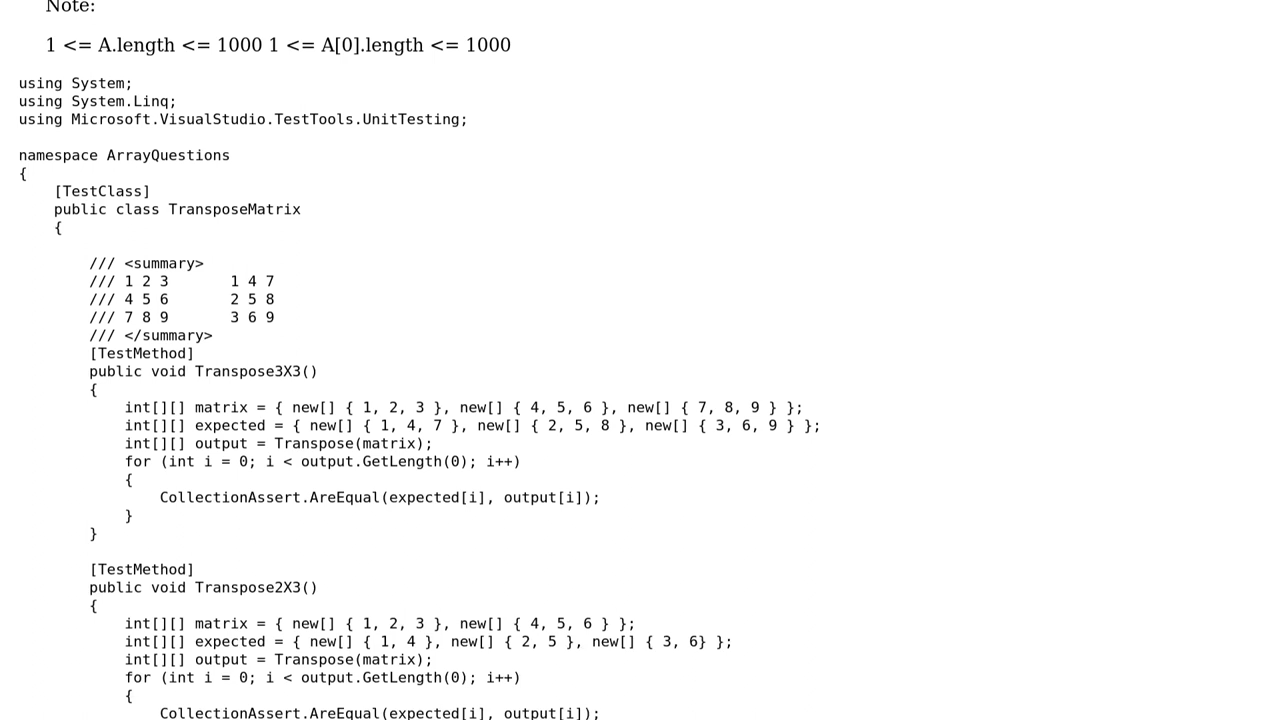 Note:
1 <= A.length <= 1000 1 <= A[0].length <= 1000
using System;
using System.Linq;
using Microsoft.VisualStudio.TestTools.UnitTesting;
namespace ArrayQuestions
{
    [TestClass]
    public class TransposeMatrix
    {
        /// <summary>
        /// 1 2 3       1 4 7
        /// 4 5 6       2 5 8
        /// 7 8 9       3 6 9
        /// </summary>
        [TestMethod]
        public void Transpose3X3()
        {
            int[][] matrix = { new[] { 1, 2, 3 }, new[] { 4, 5, 6 }, new[] { 7, 8, 9 } };
            int[][] expected = { new[] { 1, 4, 7 }, new[] { 2, 5, 8 }, new[] { 3, 6, 9 } };
            int[][] output = Transpose(matrix);
            for (int i = 0; i < output.GetLength(0); i++)
            {
                CollectionAssert.AreEqual(expected[i], output[i]);
            }
        }
        [TestMethod]
        public void Transpose2X3()
        {
            int[][] matrix = { new[] { 1, 2, 3 }, new[] { 4, 5, 6 } };
            int[][] expected = { new[] { 1, 4 }, new[] { 2, 5 }, new[] { 3, 6} };
            int[][] output = Transpose(matrix);
            for (int i = 0; i < output.GetLength(0); i++)
            {
                CollectionAssert.AreEqual(expected[i], output[i]);